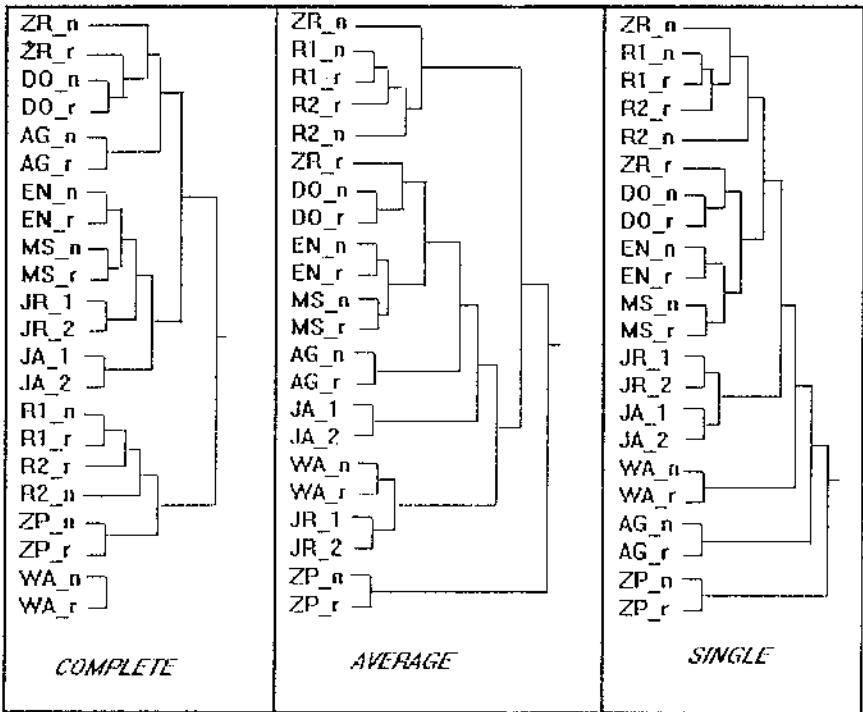 ZR_n
ZR_r
DO_n
DO_r
AG_n
AG_r
EN_n
EN_r
MS_n
MS_r
JR_1
JR_2
JA_1
JA_2
R1_n
R1_r
R2_r
R2_n
ZP_n
ZP_r
WA_n
WA_r
COMPLETE
ZR_n
R1_n
R1_r
R2_r
R2_n
ZR_r
DO_n
DO_r
EN_n
EN_r
MS_n
MS_r
AG_n
AG_r
JA_1
JA_2
WA_n
WA_r
JR_1
JR_2
ZP_n
ZP_r
AVERAGE
ZR_n
R1_n
R1_r
R2_r
R2_n
ZR_r
DO_n
DO_r
EN_n
EN_r
MS_n
MS_r
JR_1
JR_2
JA_1
JA_2
WA_n
WA_r
AG_n
AG_r
ZP_n
ZP_r
SINGLE